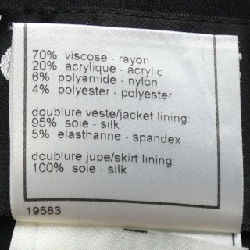 70% viscose - rayon
20% acrylique - acrylic
6% polyamide - nylon
4% polyester - polyester
doublure veste/jacket lining:
95% soie - silk
5% elasthanne - spandex
doublure jupe/skirt lining:
100% soie - silk
19583